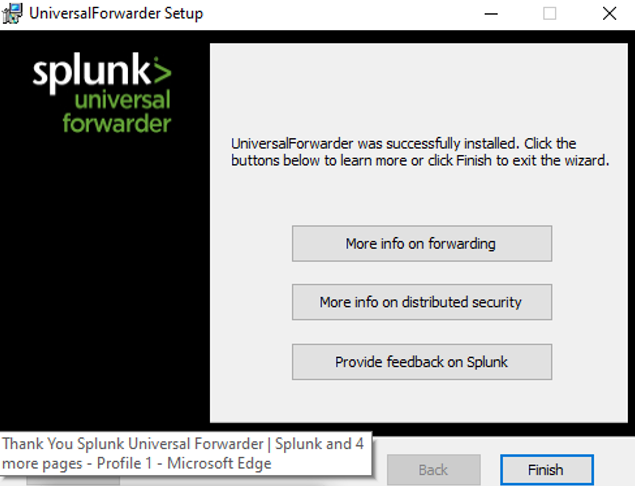 UniversalForwarder Setup
splunk>
universal
forwarder
UniversalForwarder was successfully installed. Click the
buttons below to learn more or click Finish to exit the wizard.
More info on forwarding
More info on distributed security
Provide feedback on Splunk
Thank You Splunk Universal Forwarder | Splunk and 4
more pages - Profile 1 - Microsoft Edge
Back
Finish